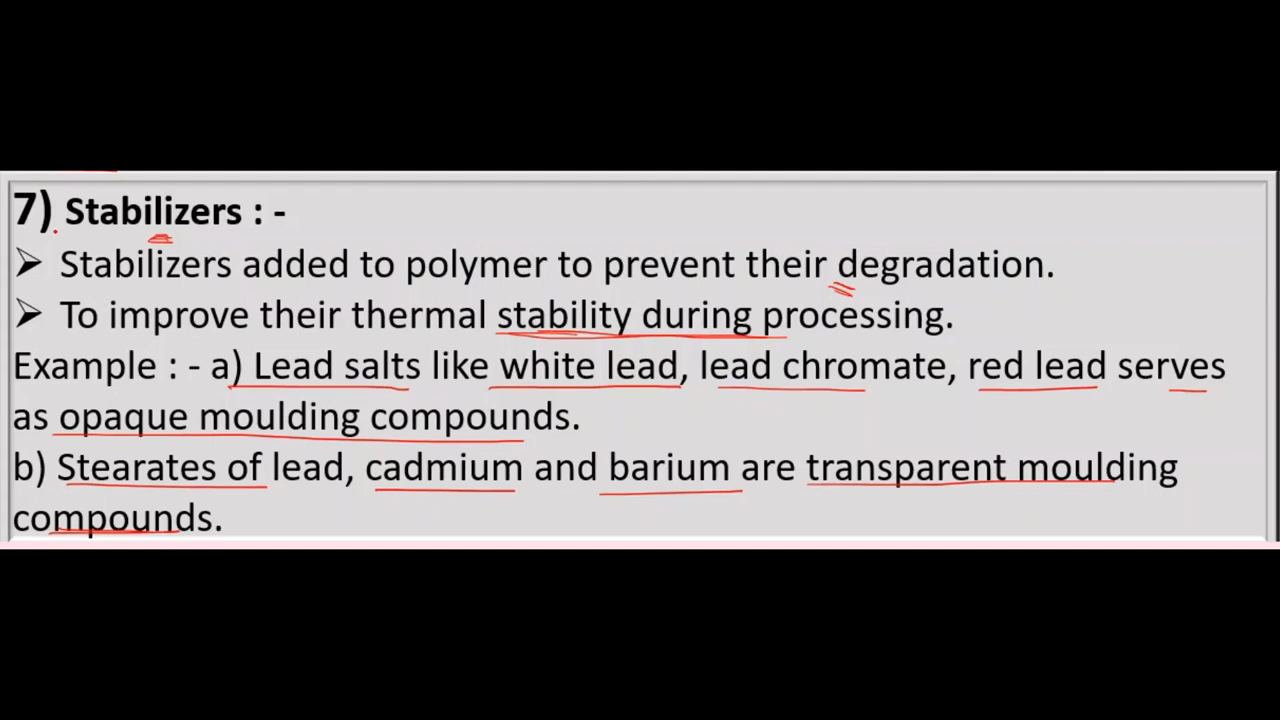 7) Stabilizers : -
➢ Stabilizers added to polymer to prevent their degradation.
➢ To improve their thermal stability during processing.
Example : - a) Lead salts like white lead, lead chromate, red lead serves
as opaque moulding compounds.
b) Stearates of lead, cadmium and barium are transparent moulding
compounds.